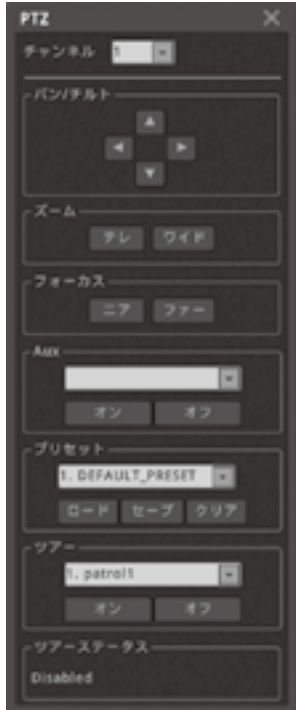 PTZ
チャンネル 1
パン/チルト
ズーム
テレ ワイド
フォーカス
ニア ファー
Aux
オン オフ
プリセット
1. DEFAULT_PRESET
ロード セーブ クリア
ツアー
1. patrol1
オン オフ
ツアーステータス
Disabled